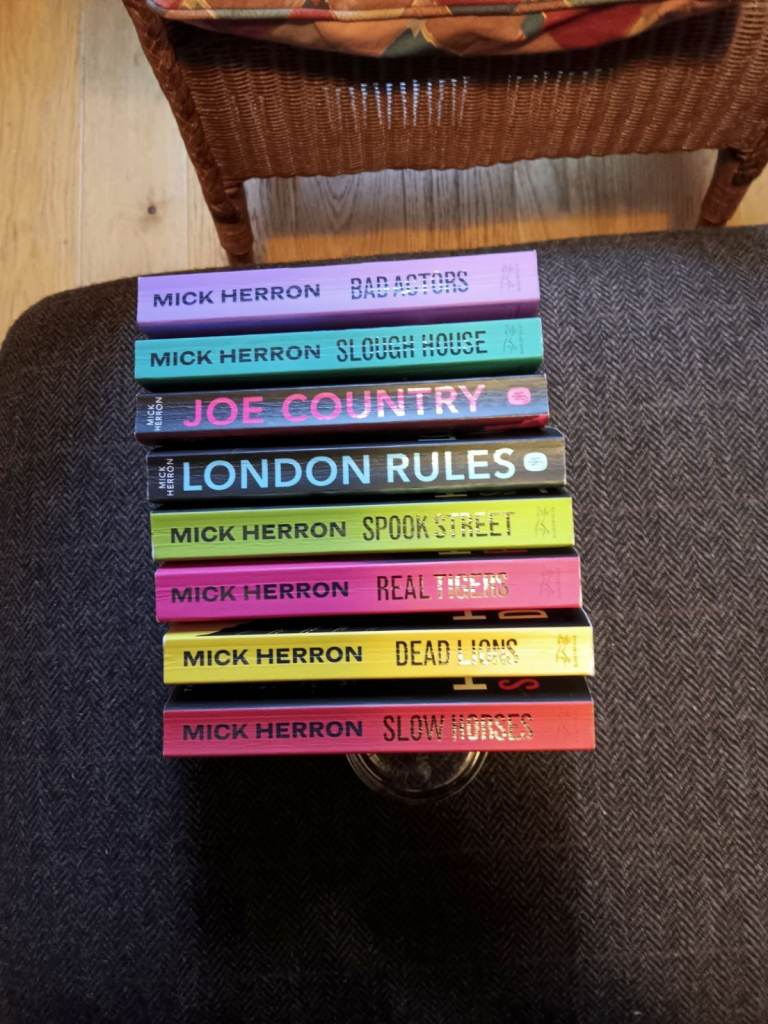 MICK HERRON BAD ACTORS
MICK HERRON SLOUGH HOUSE
MICK HERRON JOE COUNTRY
MICK HERRON LONDON RULES
MICK HERRON SPOOK STREET
MICK HERRON REAL TIGERS
MICK HERRON DEAD LIONS
MICK HERRON SLOW HORSES